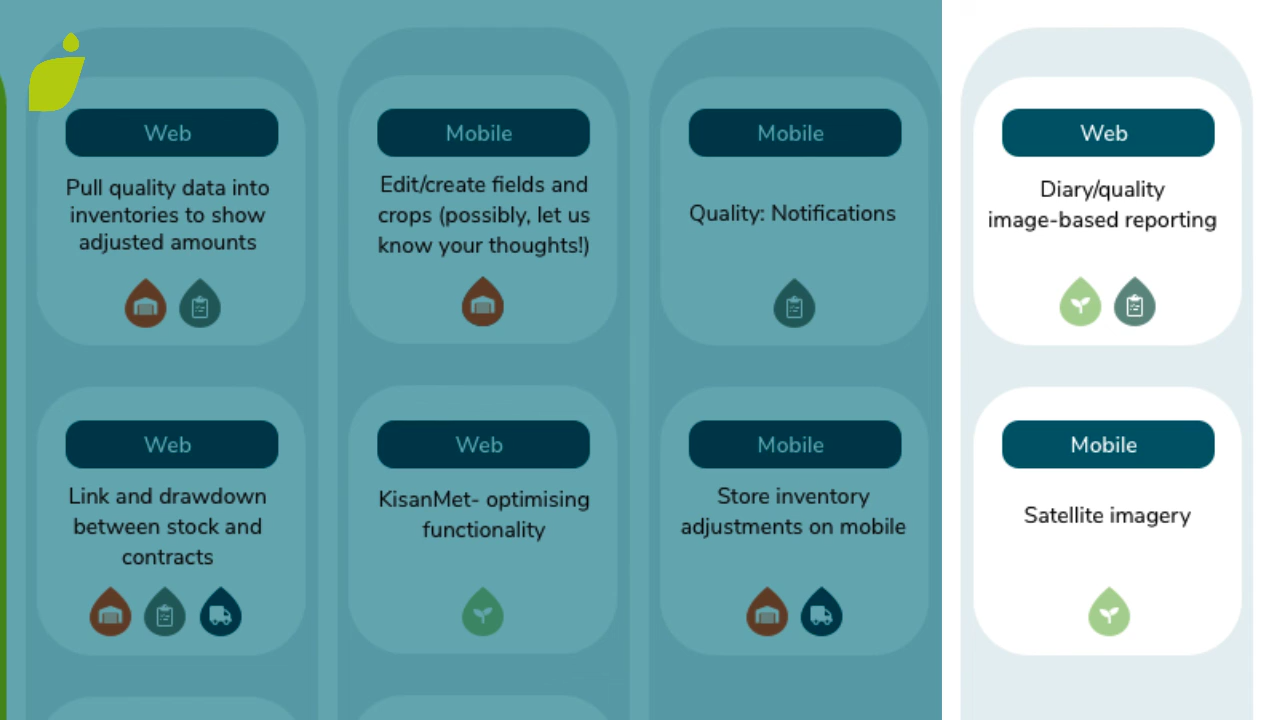 Web
Pull quality data into
inventories to show
adjusted amounts
Mobile
Edit/create fields and
crops (possibly, let us
know your thoughts!)
Mobile
Quality: Notifications
Web
Diary/quality
image-based reporting
Web
Link and drawdown
between stock and
contracts
Web
KisanMet- optimising
functionality
Mobile
Store inventory
adjustments on mobile
Mobile
Satellite imagery